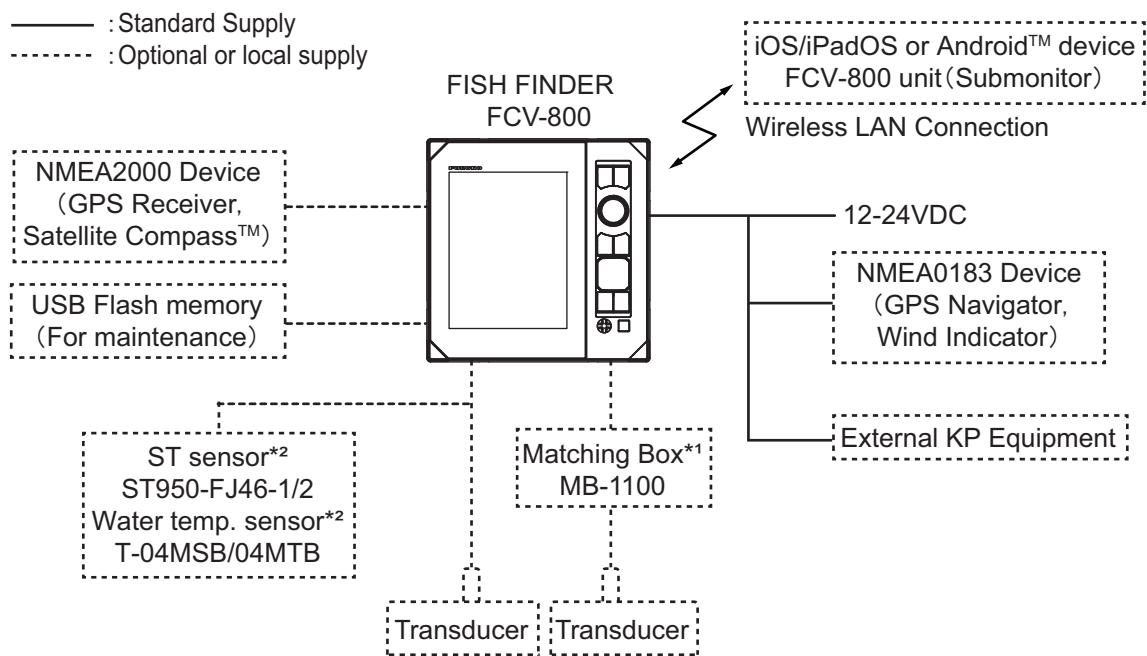 : Standard Supply
: Optional or local supply
iOS/iPadOS or Android™ device
FCV-800 unit（Submonitor）
Wireless LAN Connection
FISH FINDER
FCV-800
FURUNO
NMEA2000 Device
（GPS Receiver,
Satellite Compass™）
USB Flash memory
（For maintenance）
12-24VDC
NMEA0183 Device
（GPS Navigator,
Wind Indicator）
External KP Equipment
ST sensor*²
ST950-FJ46-1/2
Water temp. sensor*²
T-04MSB/04MTB
Matching Box*¹
MB-1100
Transducer
Transducer